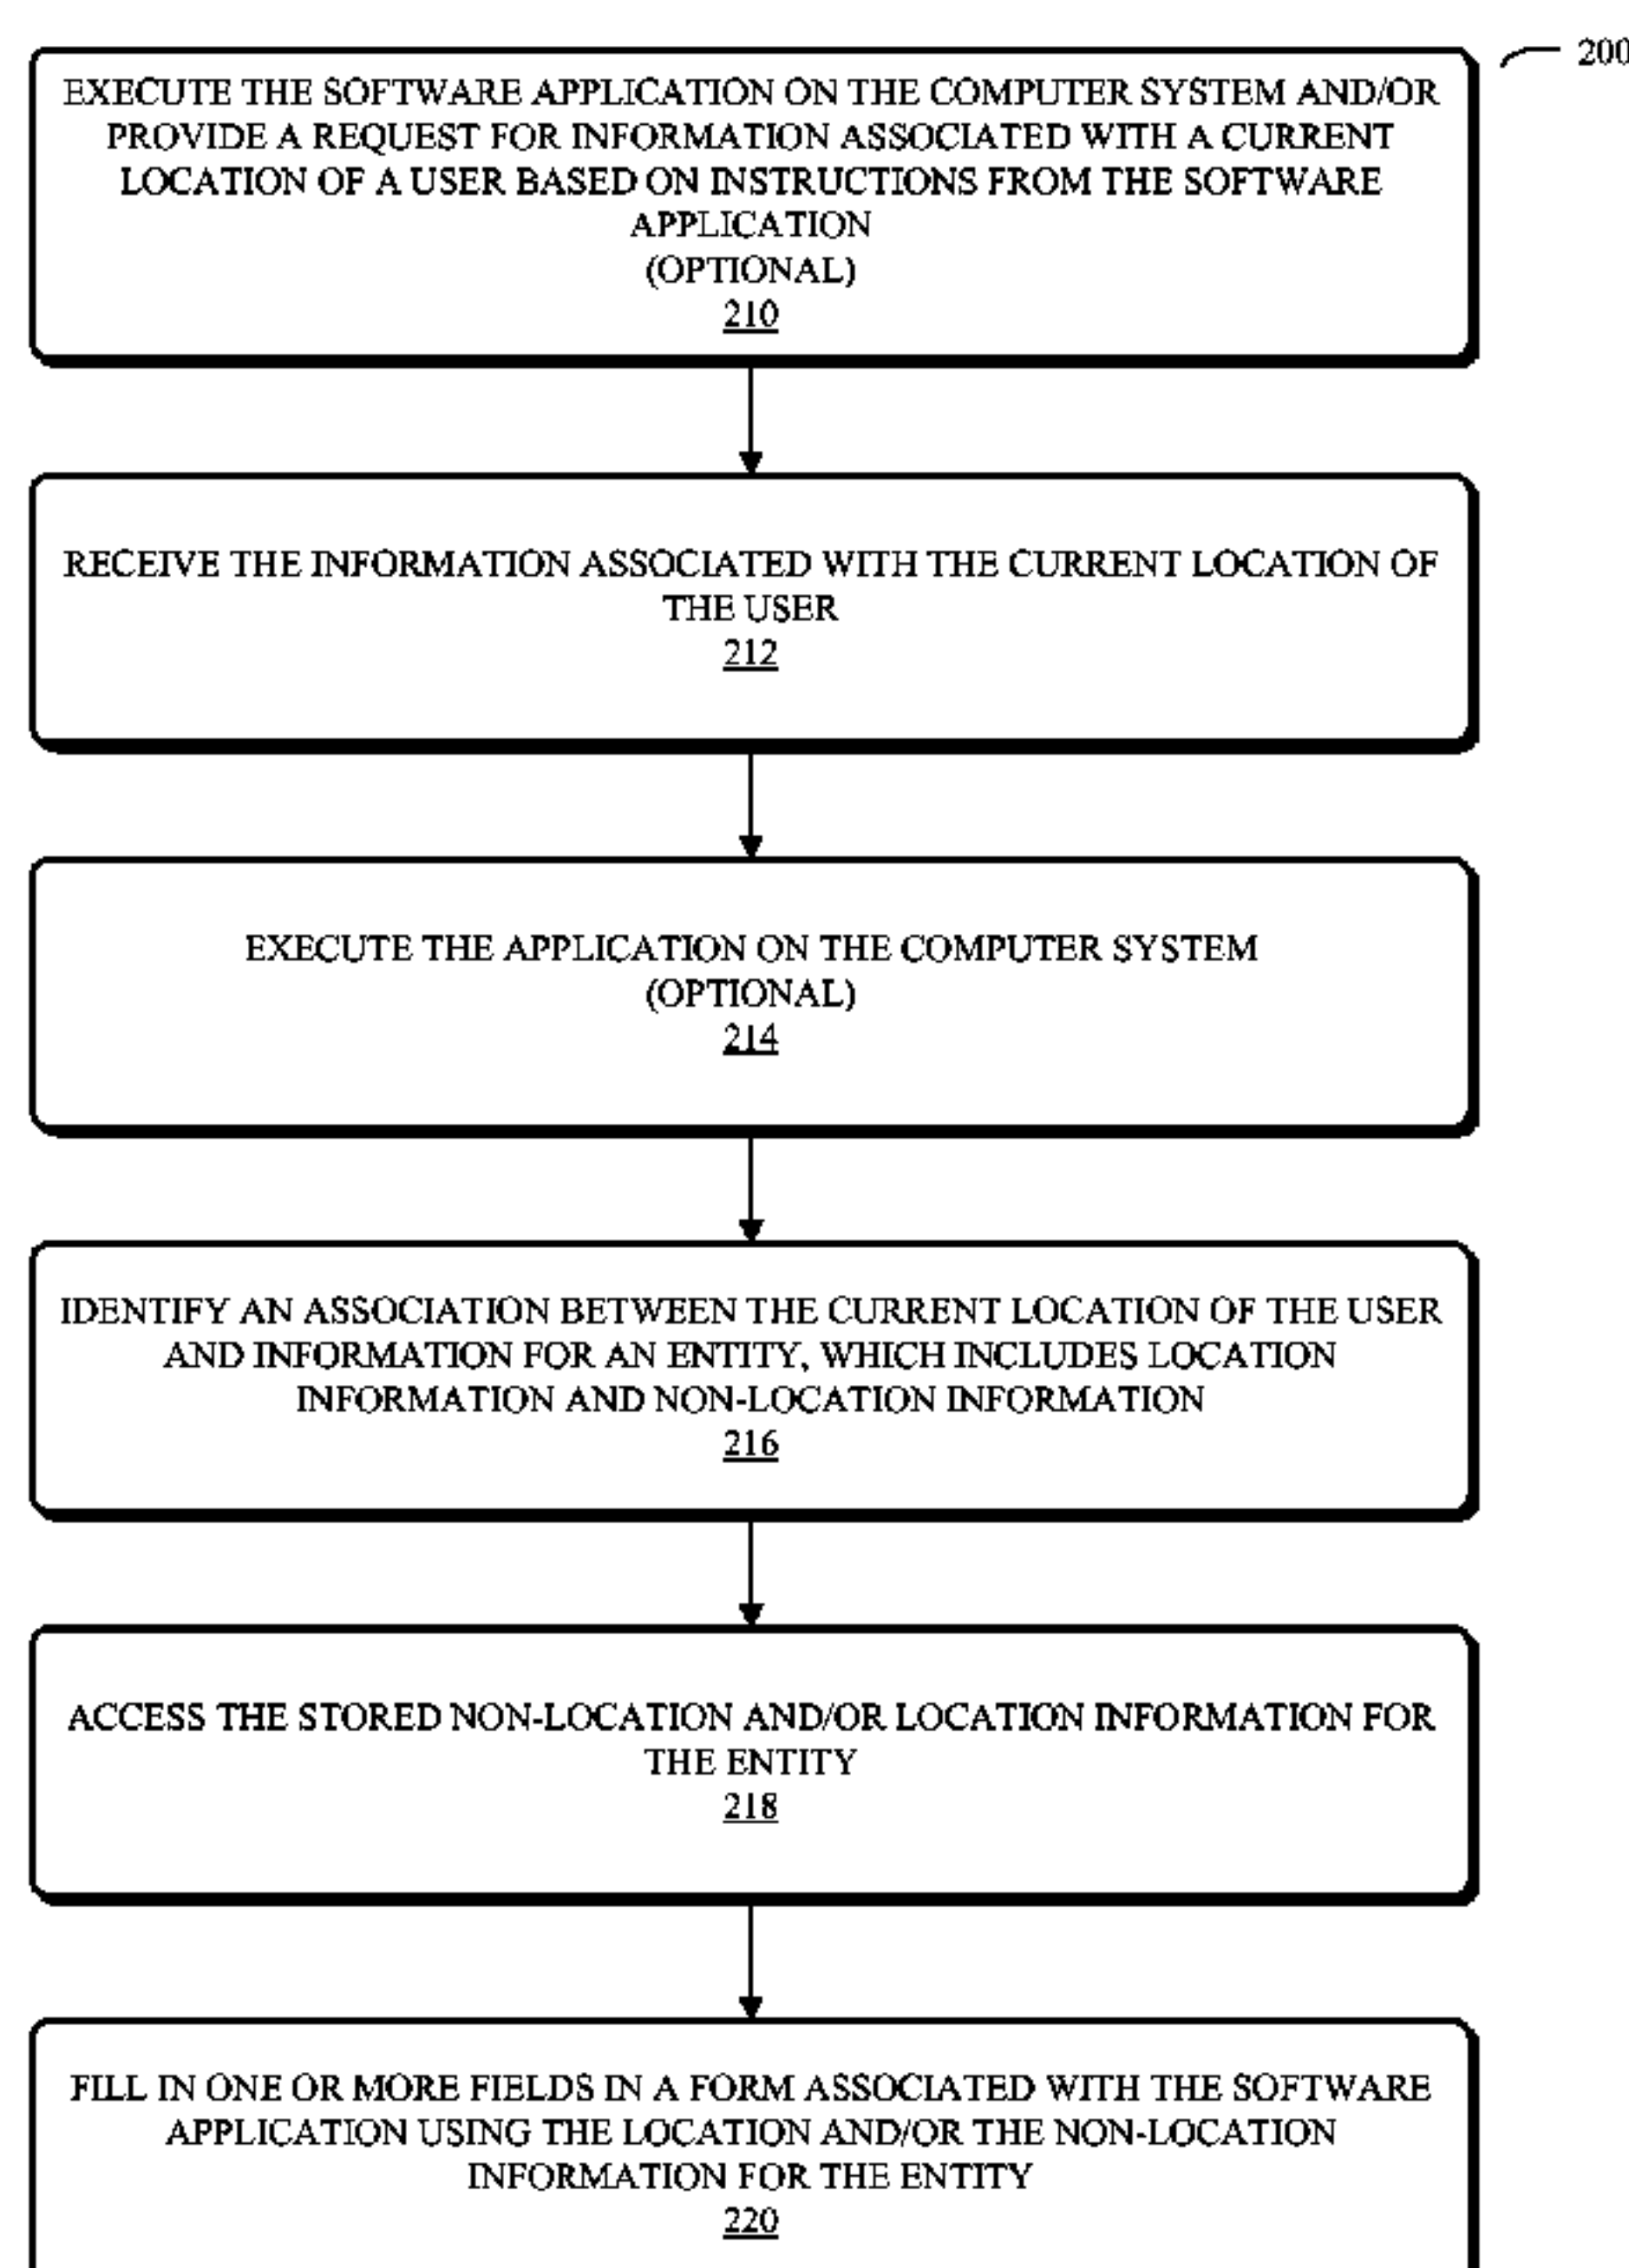 200
EXECUTE THE SOFTWARE APPLICATION ON THE COMPUTER SYSTEM AND/OR
PROVIDE A REQUEST FOR INFORMATION ASSOCIATED WITH A CURRENT
LOCATION OF A USER BASED ON INSTRUCTIONS FROM THE SOFTWARE
APPLICATION
(OPTIONAL)
210
RECEIVE THE INFORMATION ASSOCIATED WITH THE CURRENT LOCATION OF
THE USER
212
EXECUTE THE APPLICATION ON THE COMPUTER SYSTEM
(OPTIONAL)
214
IDENTIFY AN ASSOCIATION BETWEEN THE CURRENT LOCATION OF THE USER
AND INFORMATION FOR AN ENTITY, WHICH INCLUDES LOCATION
INFORMATION AND NON-LOCATION INFORMATION
216
ACCESS THE STORED NON-LOCATION AND/OR LOCATION INFORMATION FOR
THE ENTITY
218
FILL IN ONE OR MORE FIELDS IN A FORM ASSOCIATED WITH THE SOFTWARE
APPLICATION USING THE LOCATION AND/OR THE NON-LOCATION
INFORMATION FOR THE ENTITY
220